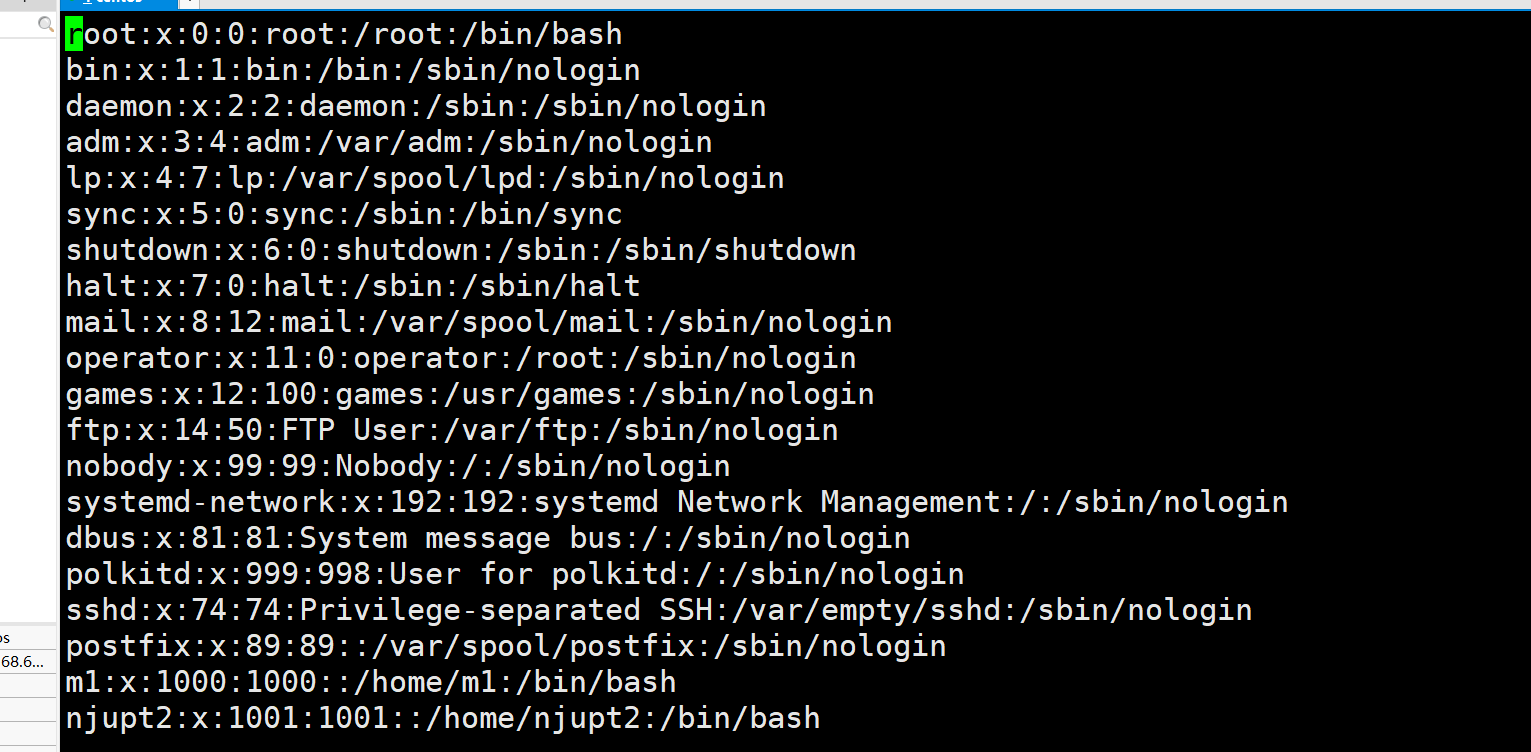 root:x:0:0:root:/root:/bin/bash
bin:x:1:1:bin:/bin:/sbin/nologin
daemon:x:2:2:daemon:/sbin:/sbin/nologin
adm:x:3:4:adm:/var/adm:/sbin/nologin
lp:x:4:7:lp:/var/spool/lpd:/sbin/nologin
sync:x:5:0:sync:/sbin:/bin/sync
shutdown:x:6:0:shutdown:/sbin:/sbin/shutdown
halt:x:7:0:halt:/sbin:/sbin/halt
mail:x:8:12:mail:/var/spool/mail:/sbin/nologin
operator:x:11:0:operator:/root:/sbin/nologin
games:x:12:100:games:/usr/games:/sbin/nologin
ftp:x:14:50:FTP User:/var/ftp:/sbin/nologin
nobody:x:99:99:Nobody:/:/sbin/nologin
systemd-network:x:192:192:systemd Network Management:/:/sbin/nologin
dbus:x:81:81:System message bus:/:/sbin/nologin
polkitd:x:999:998:User for polkitd:/:/sbin/nologin
sshd:x:74:74:Privilege-separated SSH:/var/empty/sshd:/sbin/nologin
postfix:x:89:89::/var/spool/postfix:/sbin/nologin
m1:x:1000:1000::/home/m1:/bin/bash
njupt2:x:1001:1001::/home/njupt2:/bin/bash
os
68.6...